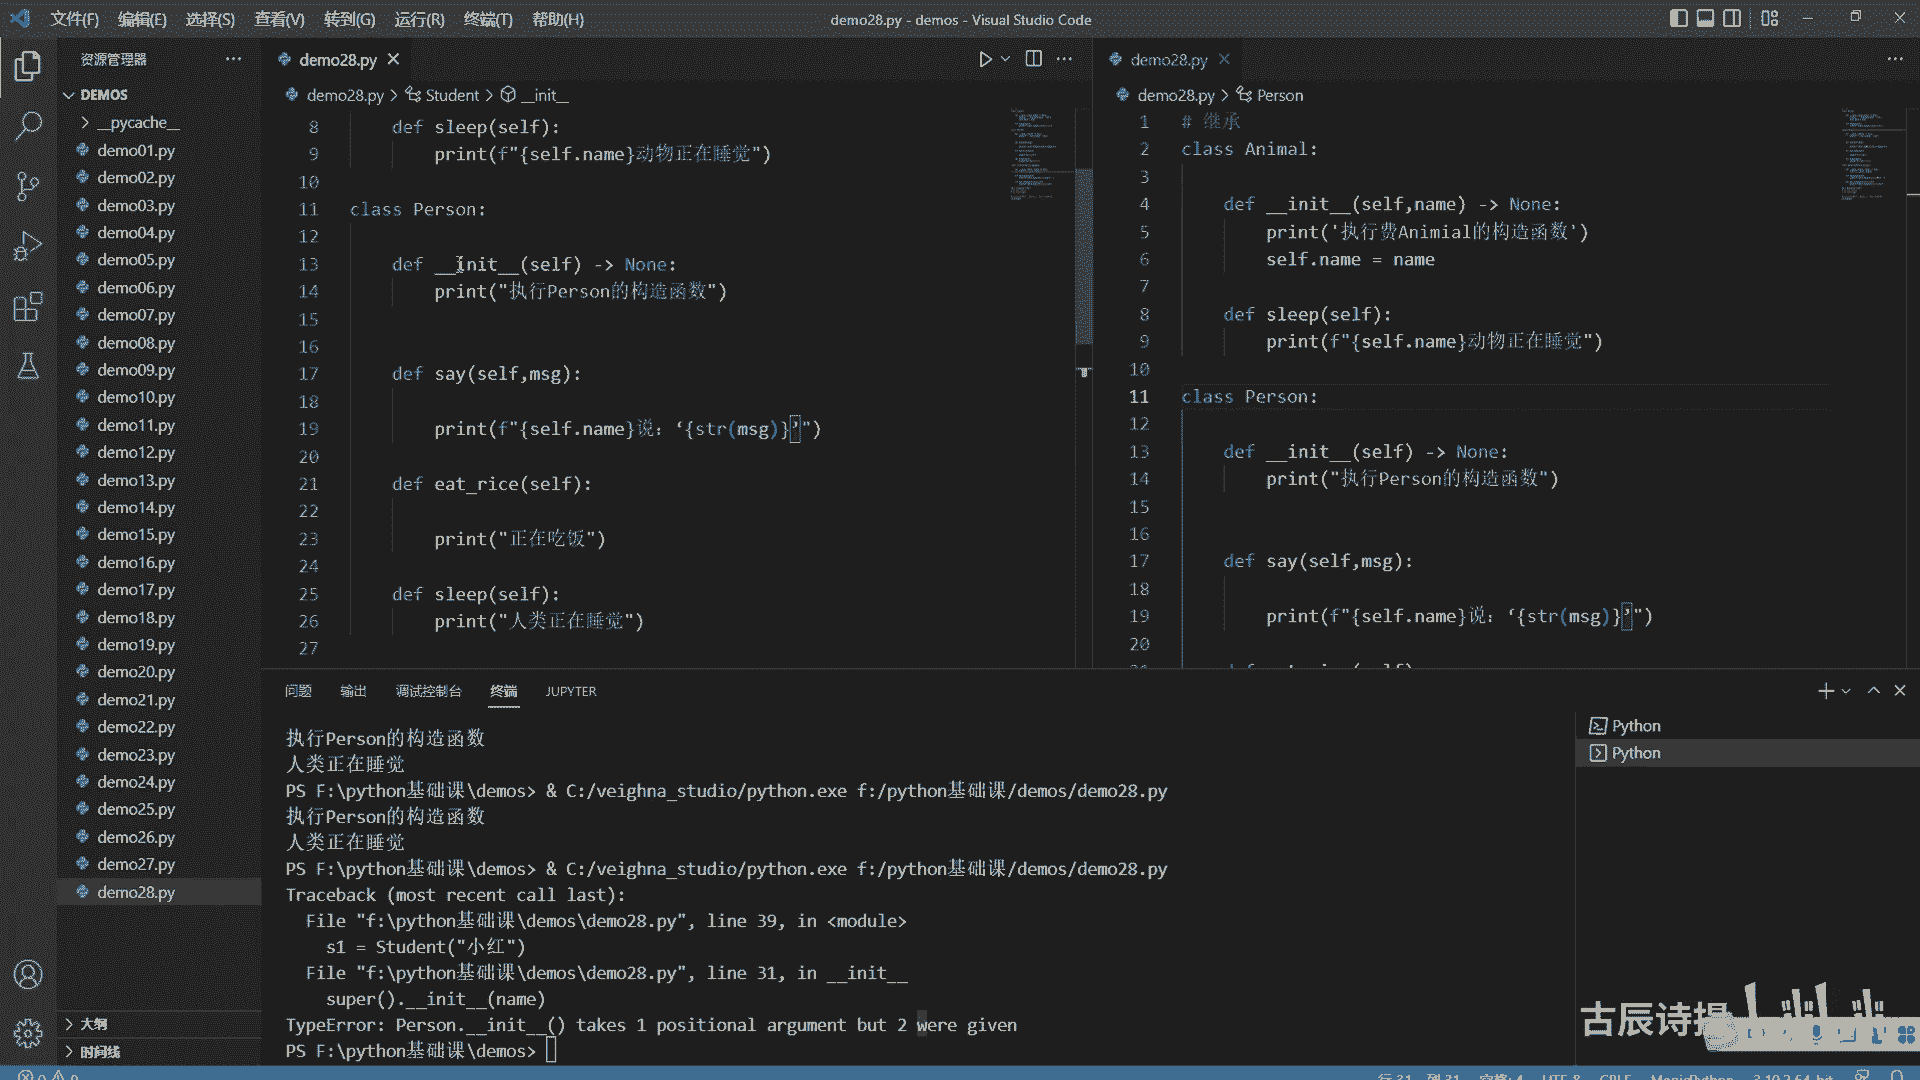 文件(F) 编辑(E) 选择(S) 查看(V) 转到(G) 运行(R) 终端(T) 帮助(H)
demo28.py - demos - Visual Studio Code
资源管理器
DEMOS
__pycache__
demo01.py
demo02.py
demo03.py
demo04.py
demo05.py
demo06.py
demo07.py
demo08.py
demo09.py
demo10.py
demo11.py
demo12.py
demo13.py
demo14.py
demo15.py
demo16.py
demo17.py
demo18.py
demo19.py
demo20.py
demo21.py
demo22.py
demo23.py
demo24.py
demo25.py
demo26.py
demo27.py
demo28.py
大纲
时间线
demo28.py
demo28.py > Student > __init__
8 def sleep(self):
9 print(f"{self.name}动物正在睡觉")
10
11 class Person:
12
13 def __init__(self) -> None:
14 print("执行Person的构造函数")
15
16
17 def say(self,msg):
18
19 print(f"{self.name}说：‘{str(msg)}’")
20
21 def eat_rice(self):
22
23 print("正在吃饭")
24
25 def sleep(self):
26 print("人类正在睡觉")
27
demo28.py
demo28.py > Person
1 # 继承
2 class Animal:
3
4 def __init__(self,name) -> None:
5 print('执行费Animial的构造函数')
6 self.name = name
7
8 def sleep(self):
9 print(f"{self.name}动物正在睡觉")
10
11 class Person:
12
13 def __init__(self) -> None:
14 print("执行Person的构造函数")
15
16
17 def say(self,msg):
18
19 print(f"{self.name}说：‘{str(msg)}’")
20
问题 输出 调试控制台 终端 JUPYTER
执行Person的构造函数
人类正在睡觉
PS F:\python基础课\demos> & C:/veighna_studio/python.exe f:/python基础课/demos/demo28.py
执行Person的构造函数
人类正在睡觉
PS F:\python基础课\demos> & C:/veighna_studio/python.exe f:/python基础课/demos/demo28.py
Traceback (most recent call last):
File "f:\python基础课\demos\demo28.py", line 39, in <module>
s1 = Student("小红")
File "f:\python基础课\demos\demo28.py", line 31, in __init__
super().__init__(name)
TypeError: Person.__init__() takes 1 positional argument but 2 were given
PS F:\python基础课\demos>
Python
Python
古辰诗提